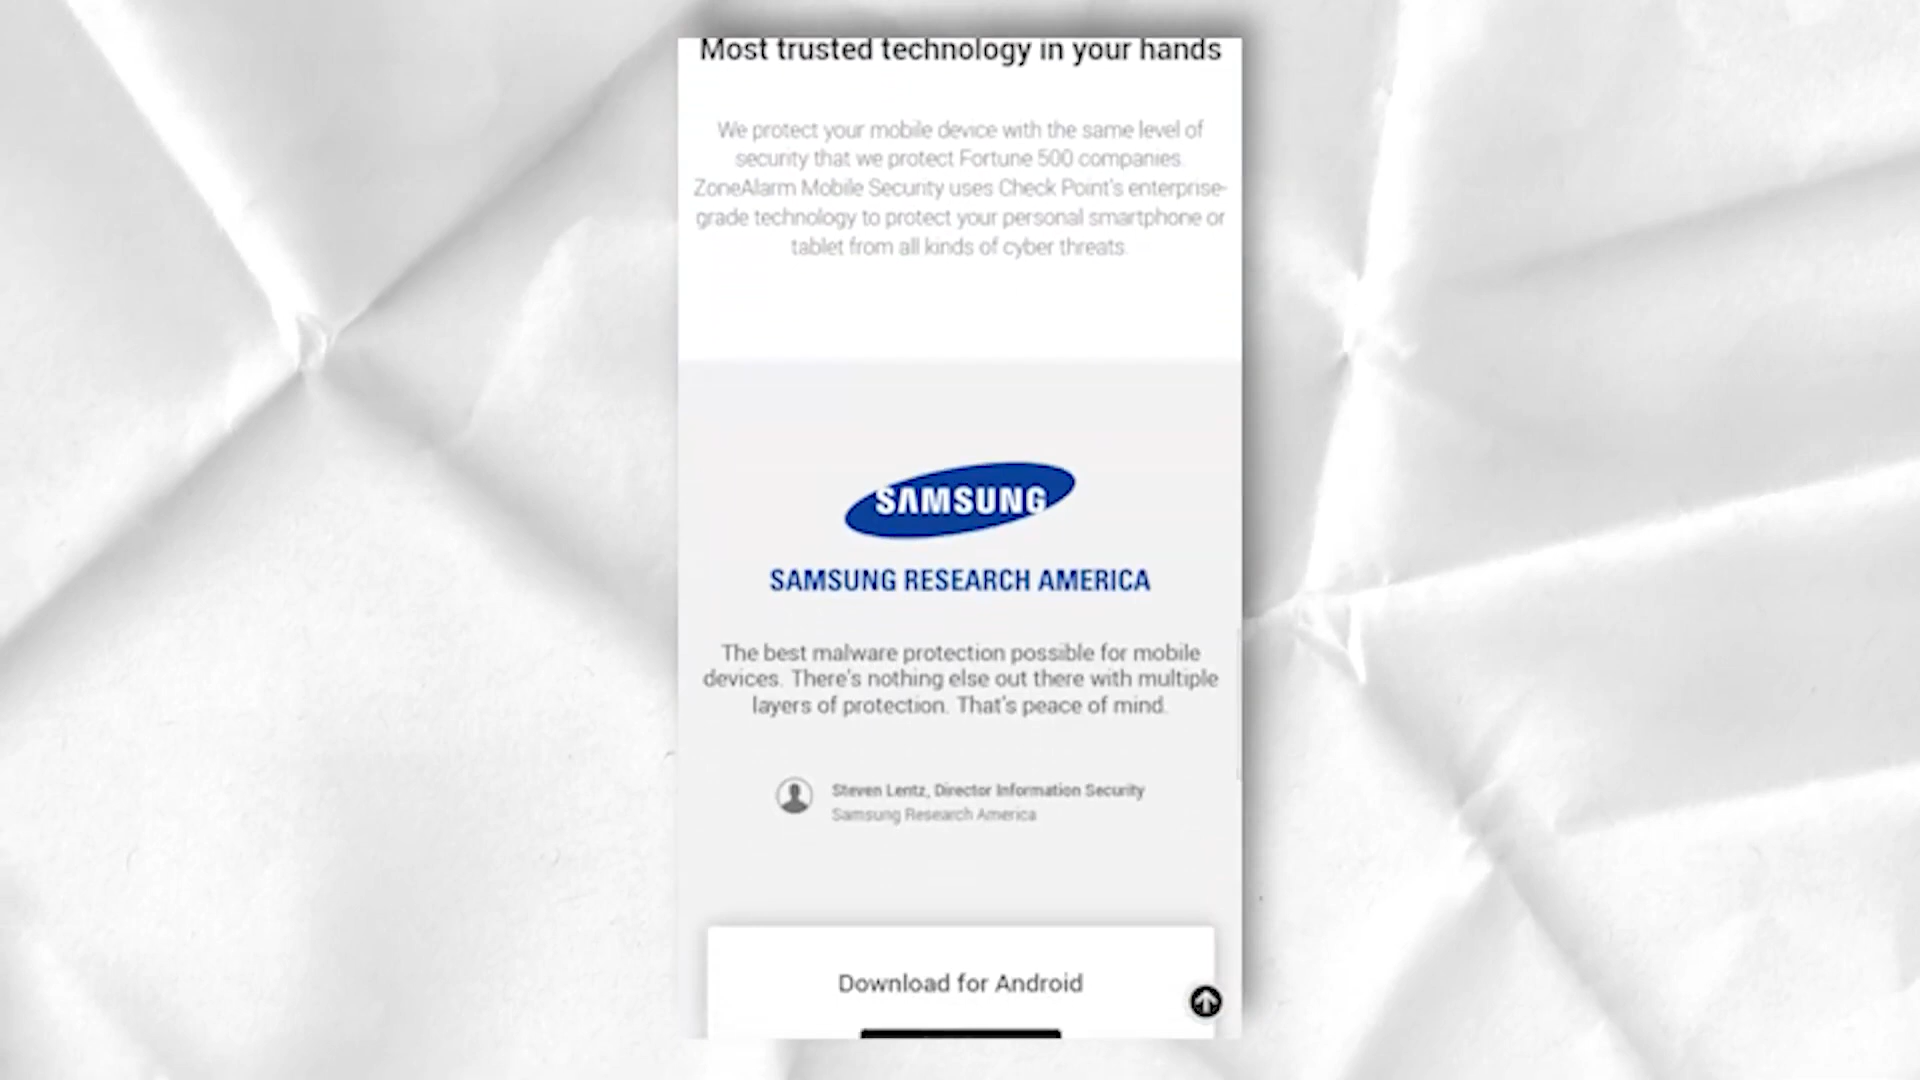 Most trusted technology in your hands
We protect your mobile device with the same level of
security that we protect Fortune 500 companies.
ZoneAlarm Mobile Security uses Check Point's enterprise-
grade technology to protect your personal smartphone or
tablet from all kinds of cyber threats.
SAMSUNG
SAMSUNG RESEARCH AMERICA
The best malware protection possible for mobile
devices. There's nothing else out there with multiple
layers of protection. That's peace of mind.
Steven Lentz, Director Information Security
Samsung Research America
Download for Android